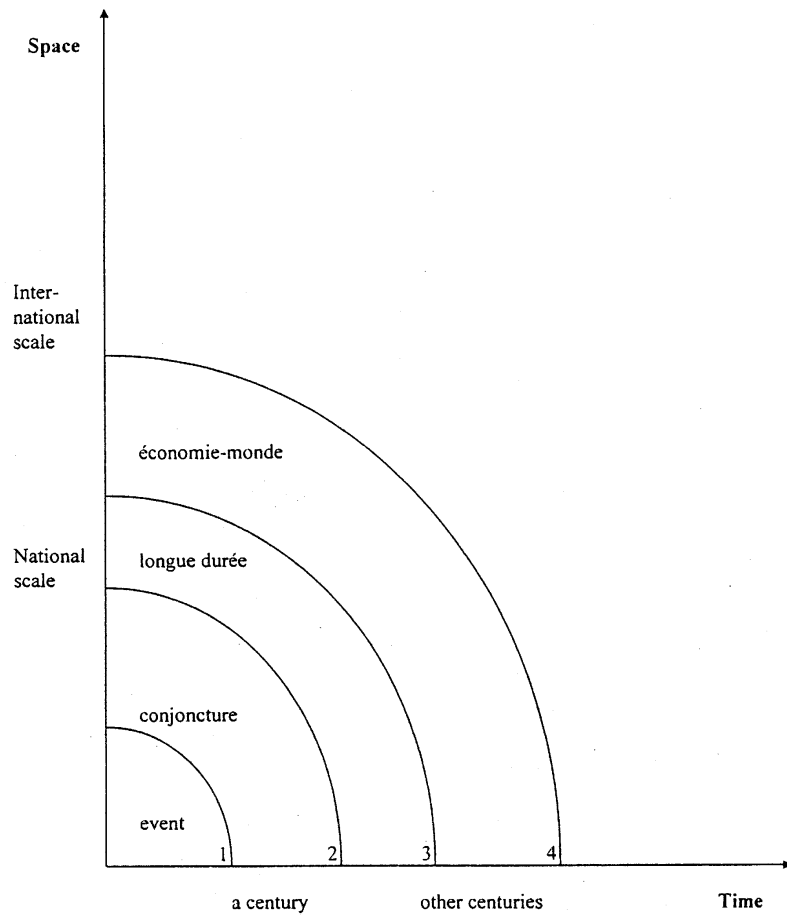 Space
Inter-
national
scale
économie-monde
National
scale
longue durée
conjoncture
event
1
2
3
4
a century
other centuries
Time